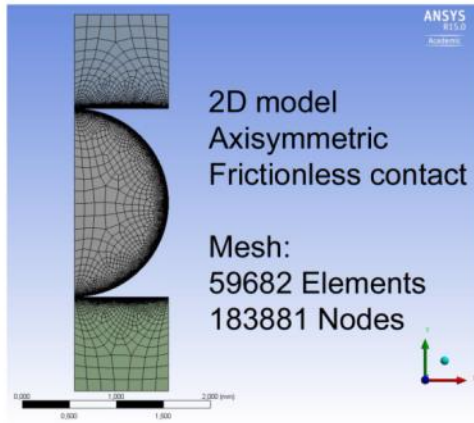 ANSYS
R15.0
Academic
2D model
Axisymmetric
Frictionless contact
Mesh:
59682 Elements
183881 Nodes
Y
0,000
1,000
2,000 (mm)
0,500
1,500